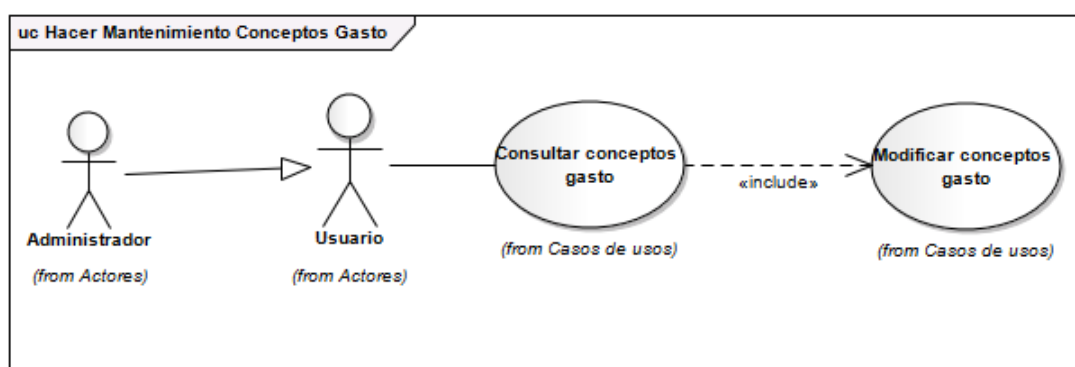 uc Hacer Mantenimiento Conceptos Gasto
Consultar conceptos
gasto
Modificar conceptos
gasto
«include»
Administrador
Usuario
(from Actores)
(from Actores)
(from Casos de usos)
(from Casos de usos)